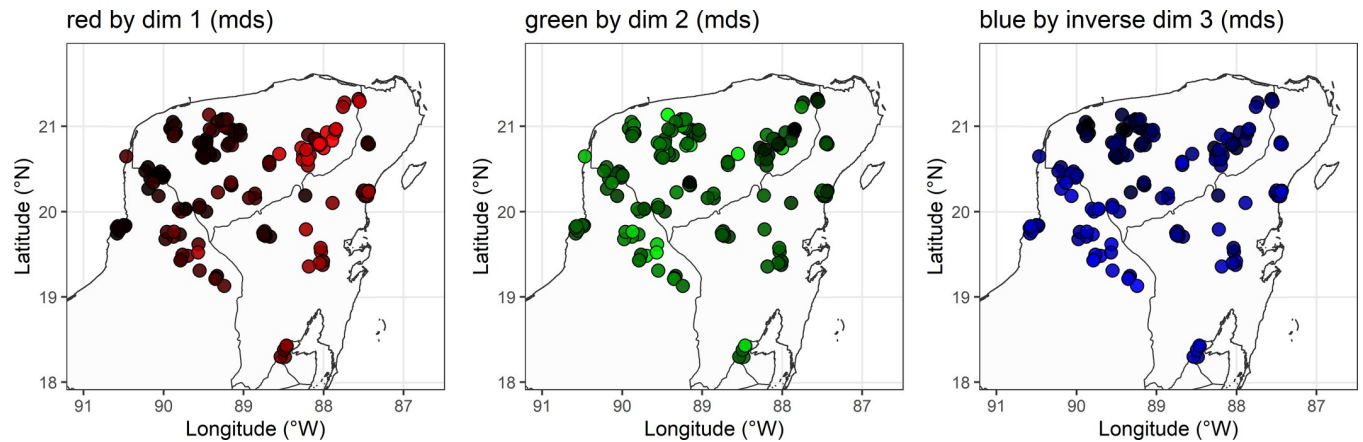 red by dim 1 (mds)
green by dim 2 (mds)
blue by inverse dim 3 (mds)
Latitude (°N)
21
20
19
18
91 90 89 88 87
Longitude (°W)
Latitude (°N)
21
20
19
18
91 90 89 88 87
Longitude (°W)
Latitude (°N)
21
20
19
18
91 90 89 88 87
Longitude (°W)